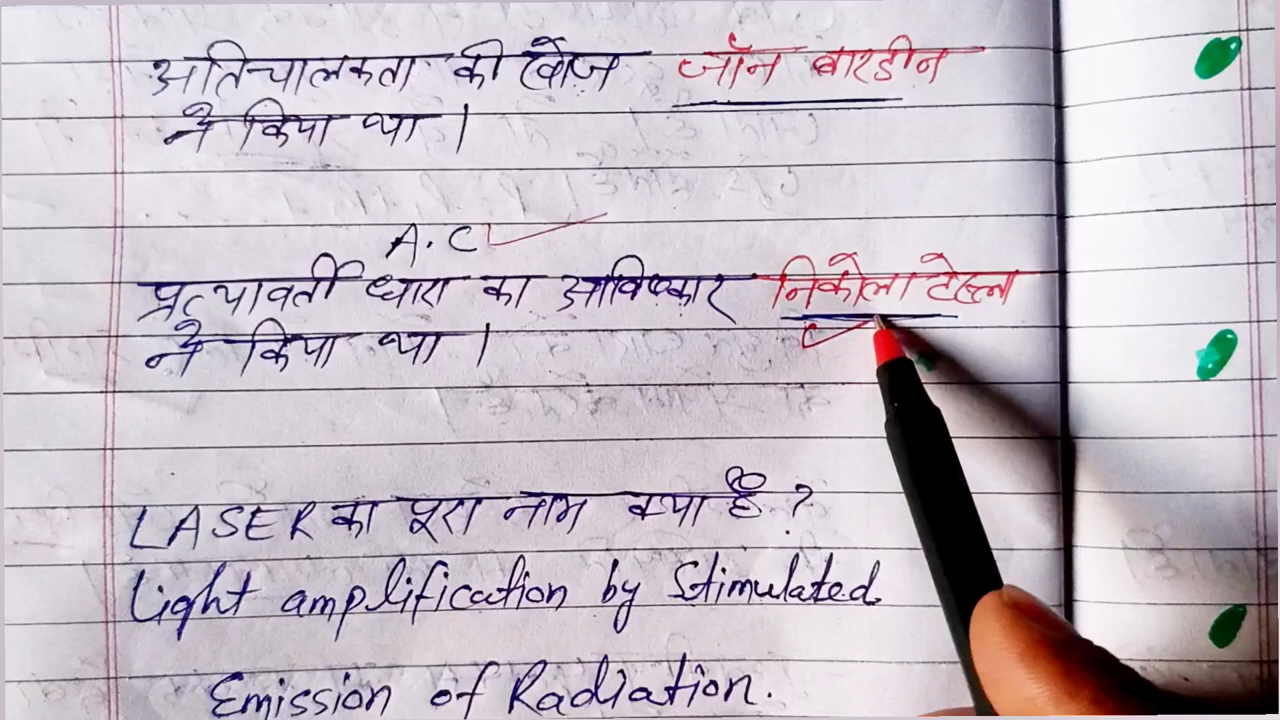 अतिचालकता की खोज जॉन बारडीन
ने किया था।
A.C
प्रत्यावर्ती धारा का आविष्कार निकोला टेस्ला
ने किया था।
LASER का पूरा नाम क्या है ?
Light amplification by Stimulated
Emission of Radiation.